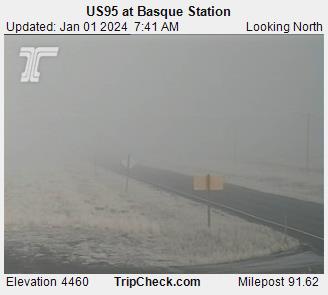 US95 at Basque Station
Updated: Jan 01 2024 7:41 AM Looking North
Elevation 4460 TripCheck.com Milepost 91.62